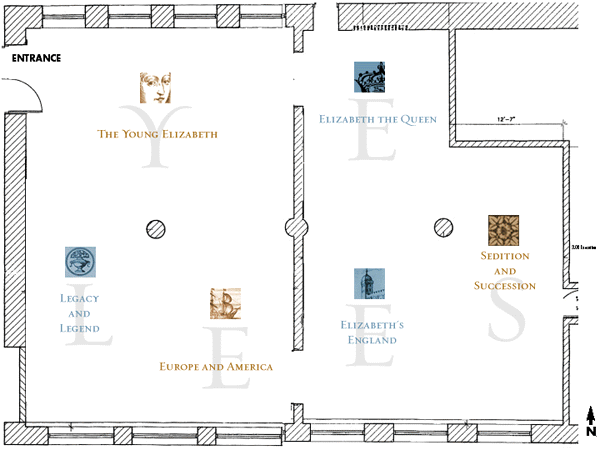 ENTRANCE
Y
THE YOUNG ELIZABETH
E
ELIZABETH THE QUEEN
12'-7"
L
LEGACY
AND
LEGEND
E
EUROPE AND AMERICA
E
ELIZABETH'S
ENGLAND
S
SEDITION
AND
SUCCESSION
N